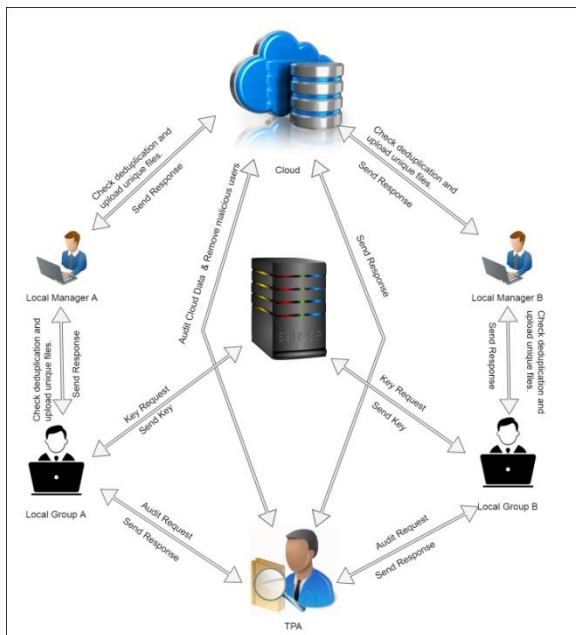 Cloud
Check deduplication and
upload unique files.
Send Response
Check deduplication and
upload unique files.
Send Response
Audit Cloud Data & Remove malicious users
Send Response
Local Manager A
Local Manager B
Check deduplication and
upload unique files.
Send Response
Send Response
Check deduplication and
upload unique files.
SERVER
Key Request
Send Key
Key Request
Send Key
Local Group A
Local Group B
Audit Request
Send Response
Audit Request
Send Response
TPA